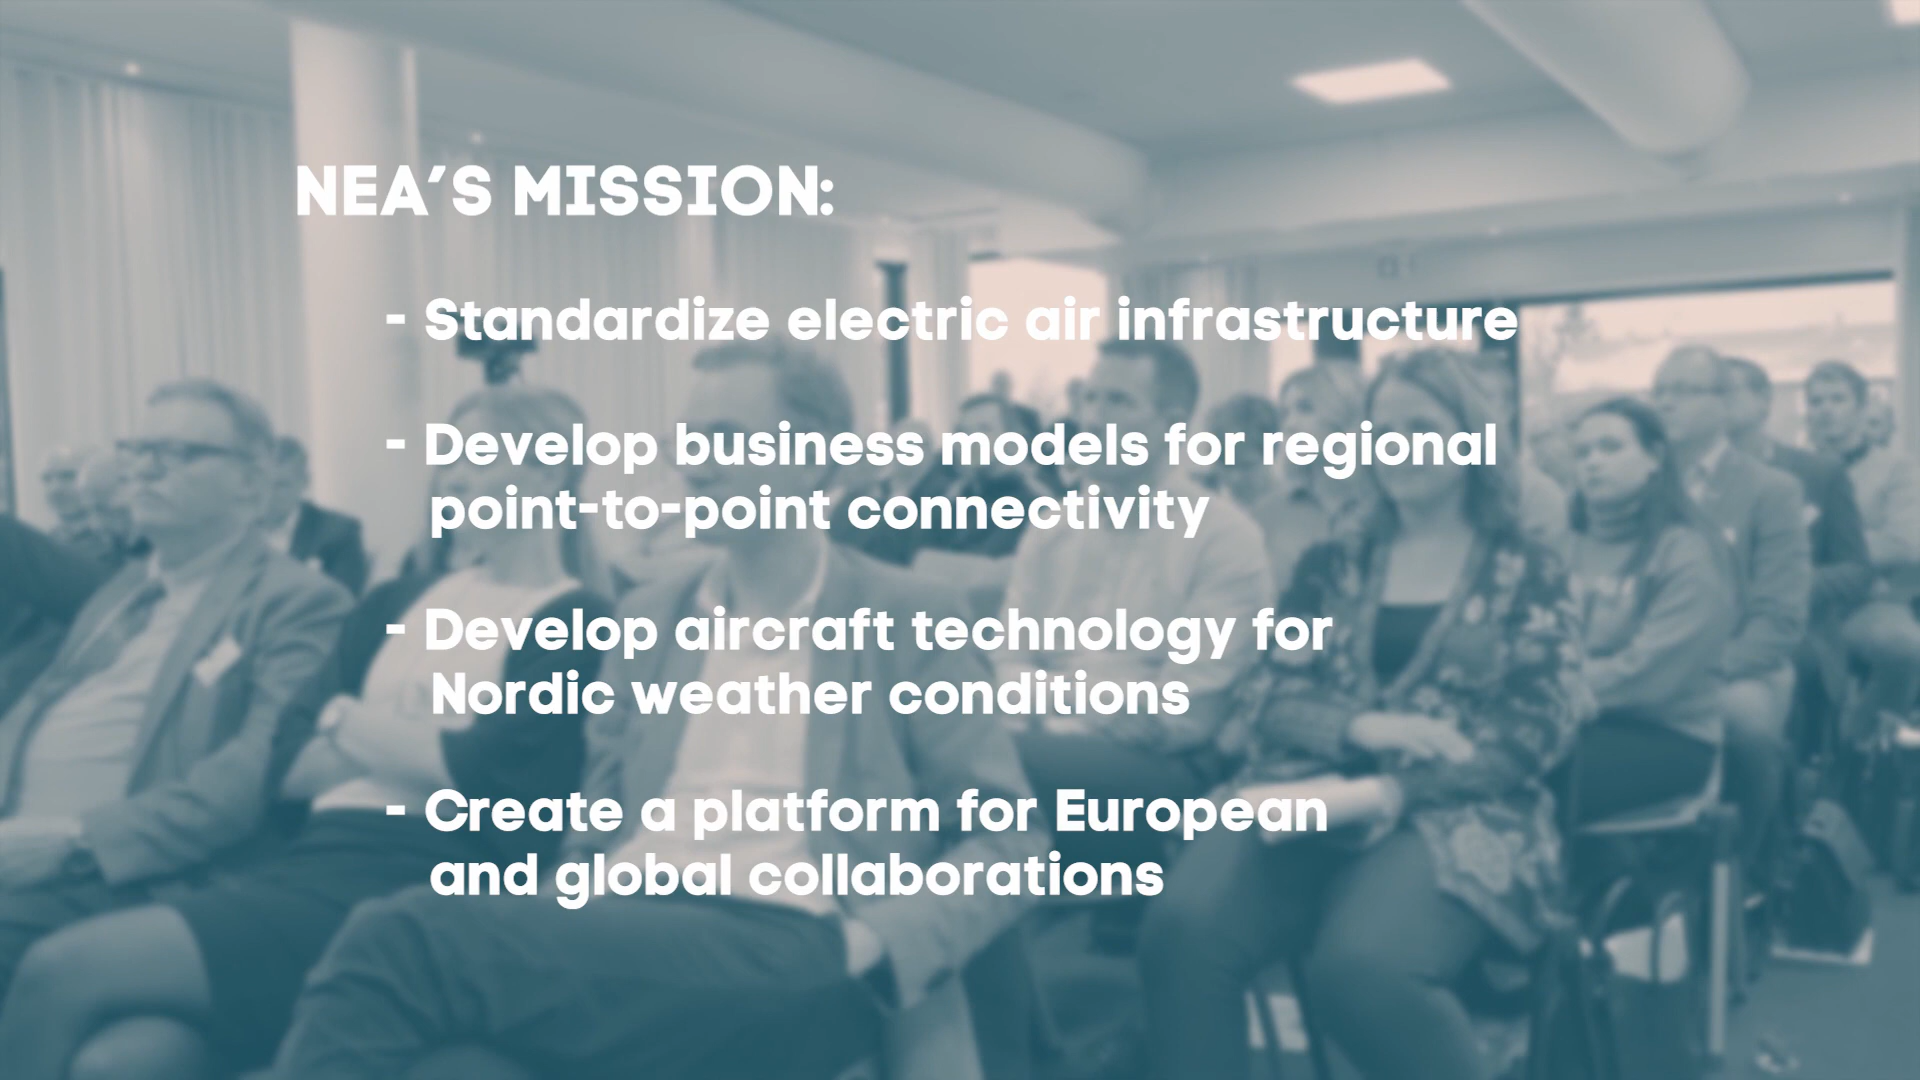 NEA’S MISSION:
- Standardize electric air infrastructure
- Develop business models for regional
point-to-point connectivity
- Develop aircraft technology for
Nordic weather conditions
- Create a platform for European
and global collaborations